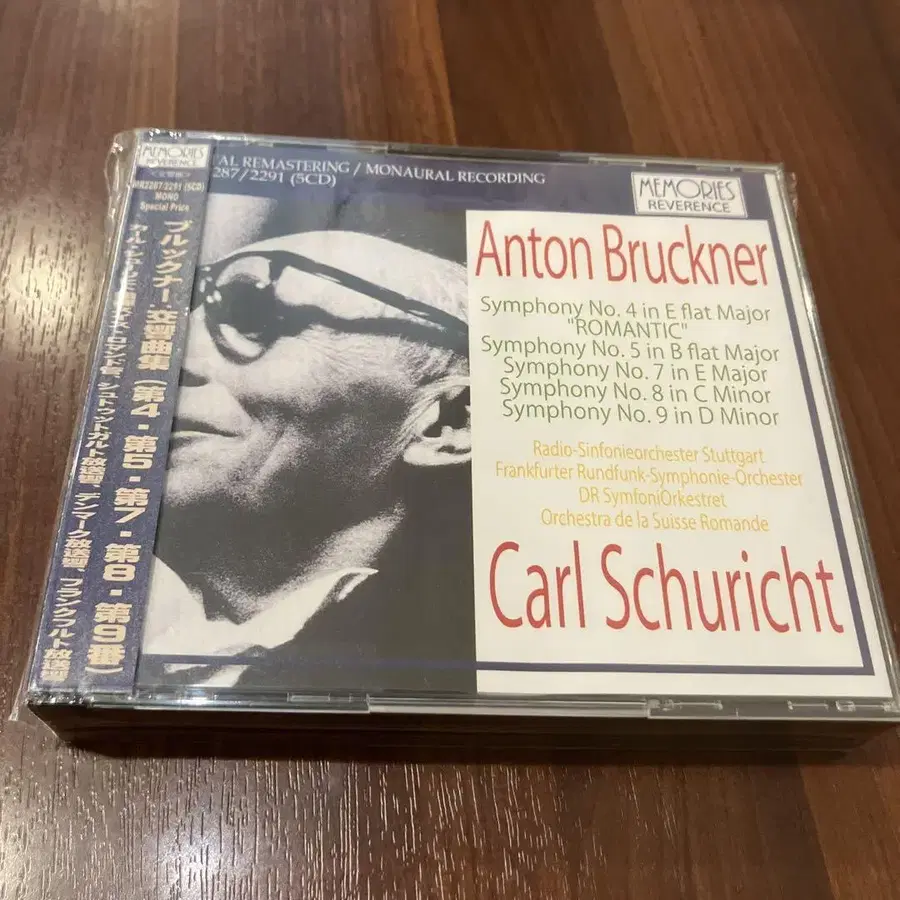 MEMORIES
REVERENCE
<交響曲>
MR2287/2291 (5CD)
MONO
Special Price
ブルックナー:交響曲集(第4・第5・第7・第8・第9番)
シュトゥットガルト放送響、デンマーク放送響、フランクフルト放送響
AL REMASTERING / MONAURAL RECORDING
287/2291 (5CD)
MEMORIES
REVERENCE
Anton Bruckner
Symphony No. 4 in E flat Major
"ROMANTIC"
Symphony No. 5 in B flat Major
Symphony No. 7 in E Major
Symphony No. 8 in C Minor
Symphony No. 9 in D Minor
Radio-Sinfonieorchester Stuttgart
Frankfurter Rundfunk-Symphonie-Orchester
DR SymfoniOrkestret
Orchestra de la Suisse Romande
Carl Schuricht